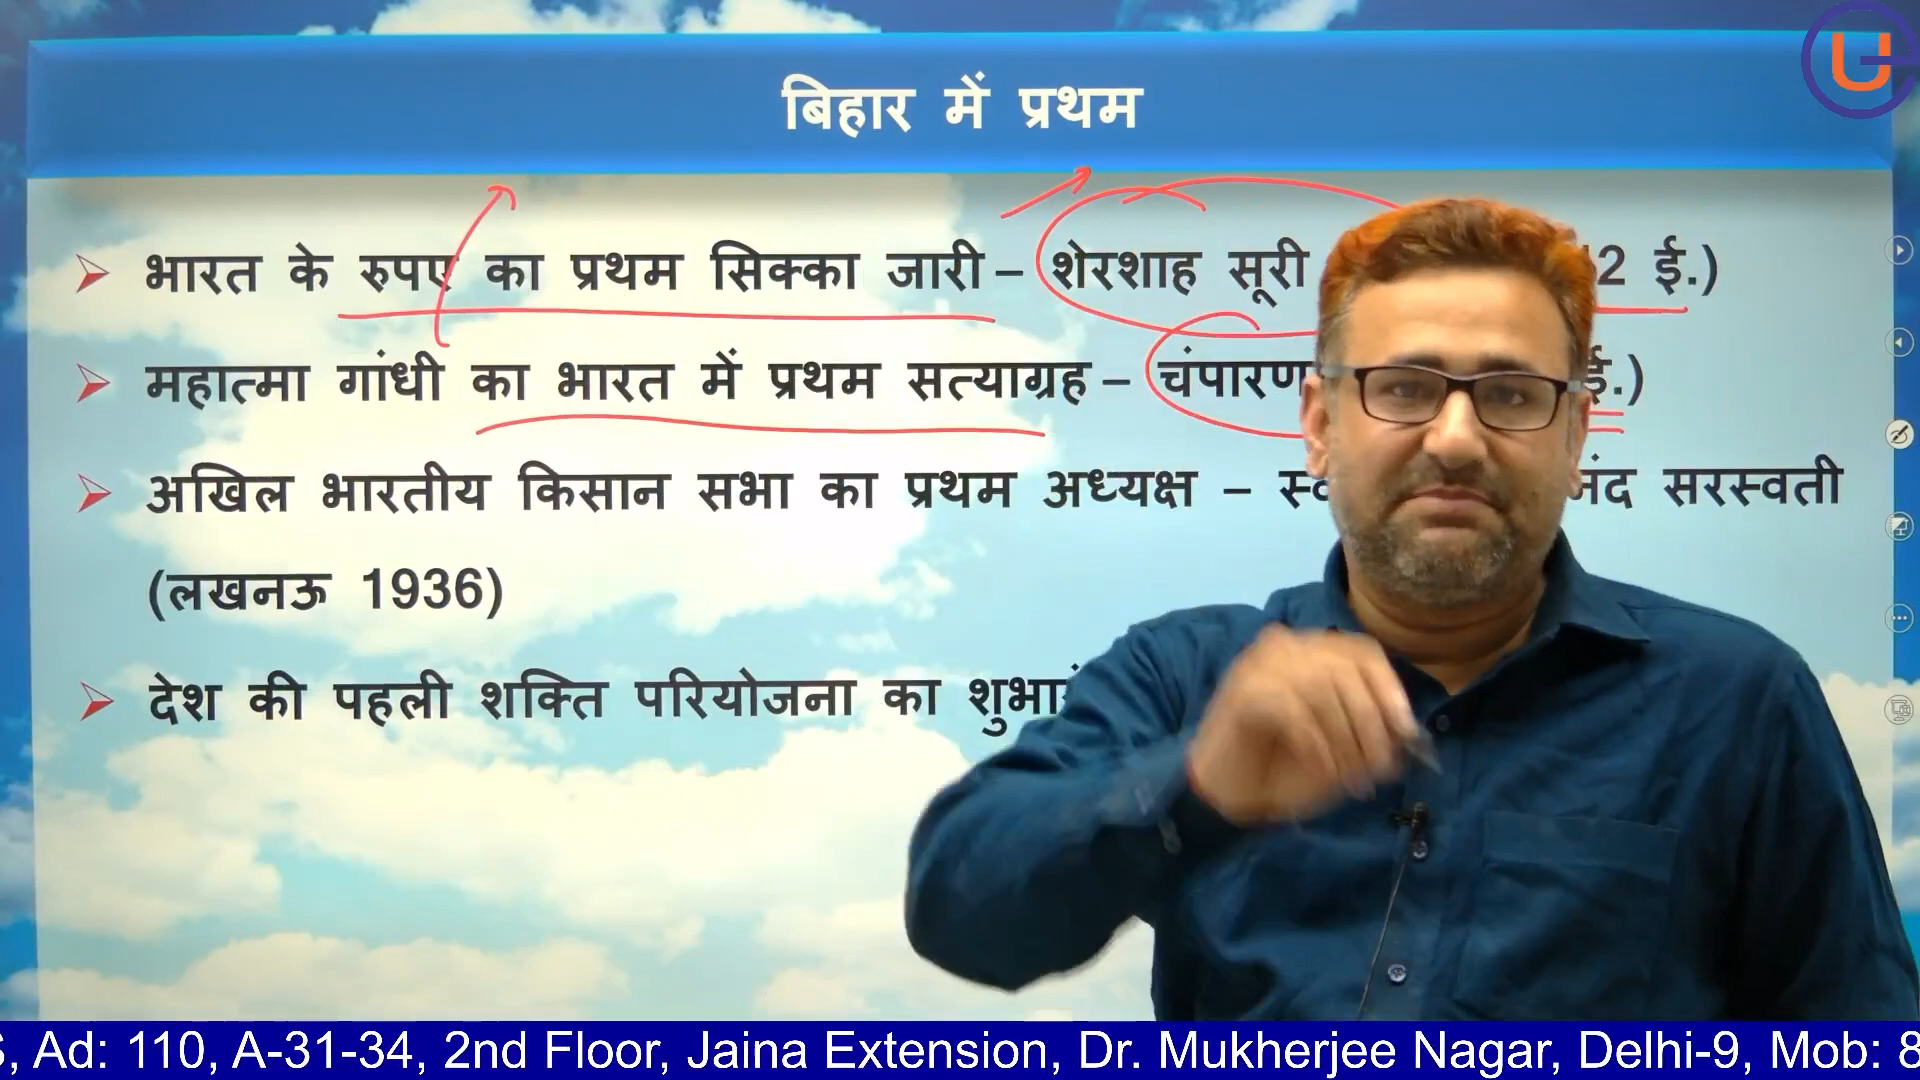 बिहार में प्रथम
भारत के रुपए का प्रथम सिक्का जारी – शेरशाह सूरी 2 ई.)
महात्मा गांधी का भारत में प्रथम सत्याग्रह – चंपारण ई.)
अखिल भारतीय किसान सभा का प्रथम अध्यक्ष – सरस्वती
(लखनऊ 1936)
देश की पहली शक्ति परियोजना का
, Ad: 110, A-31-34, 2nd Floor, Jaina Extension, Dr. Mukherjee Nagar, Delhi-9, Mob: 8